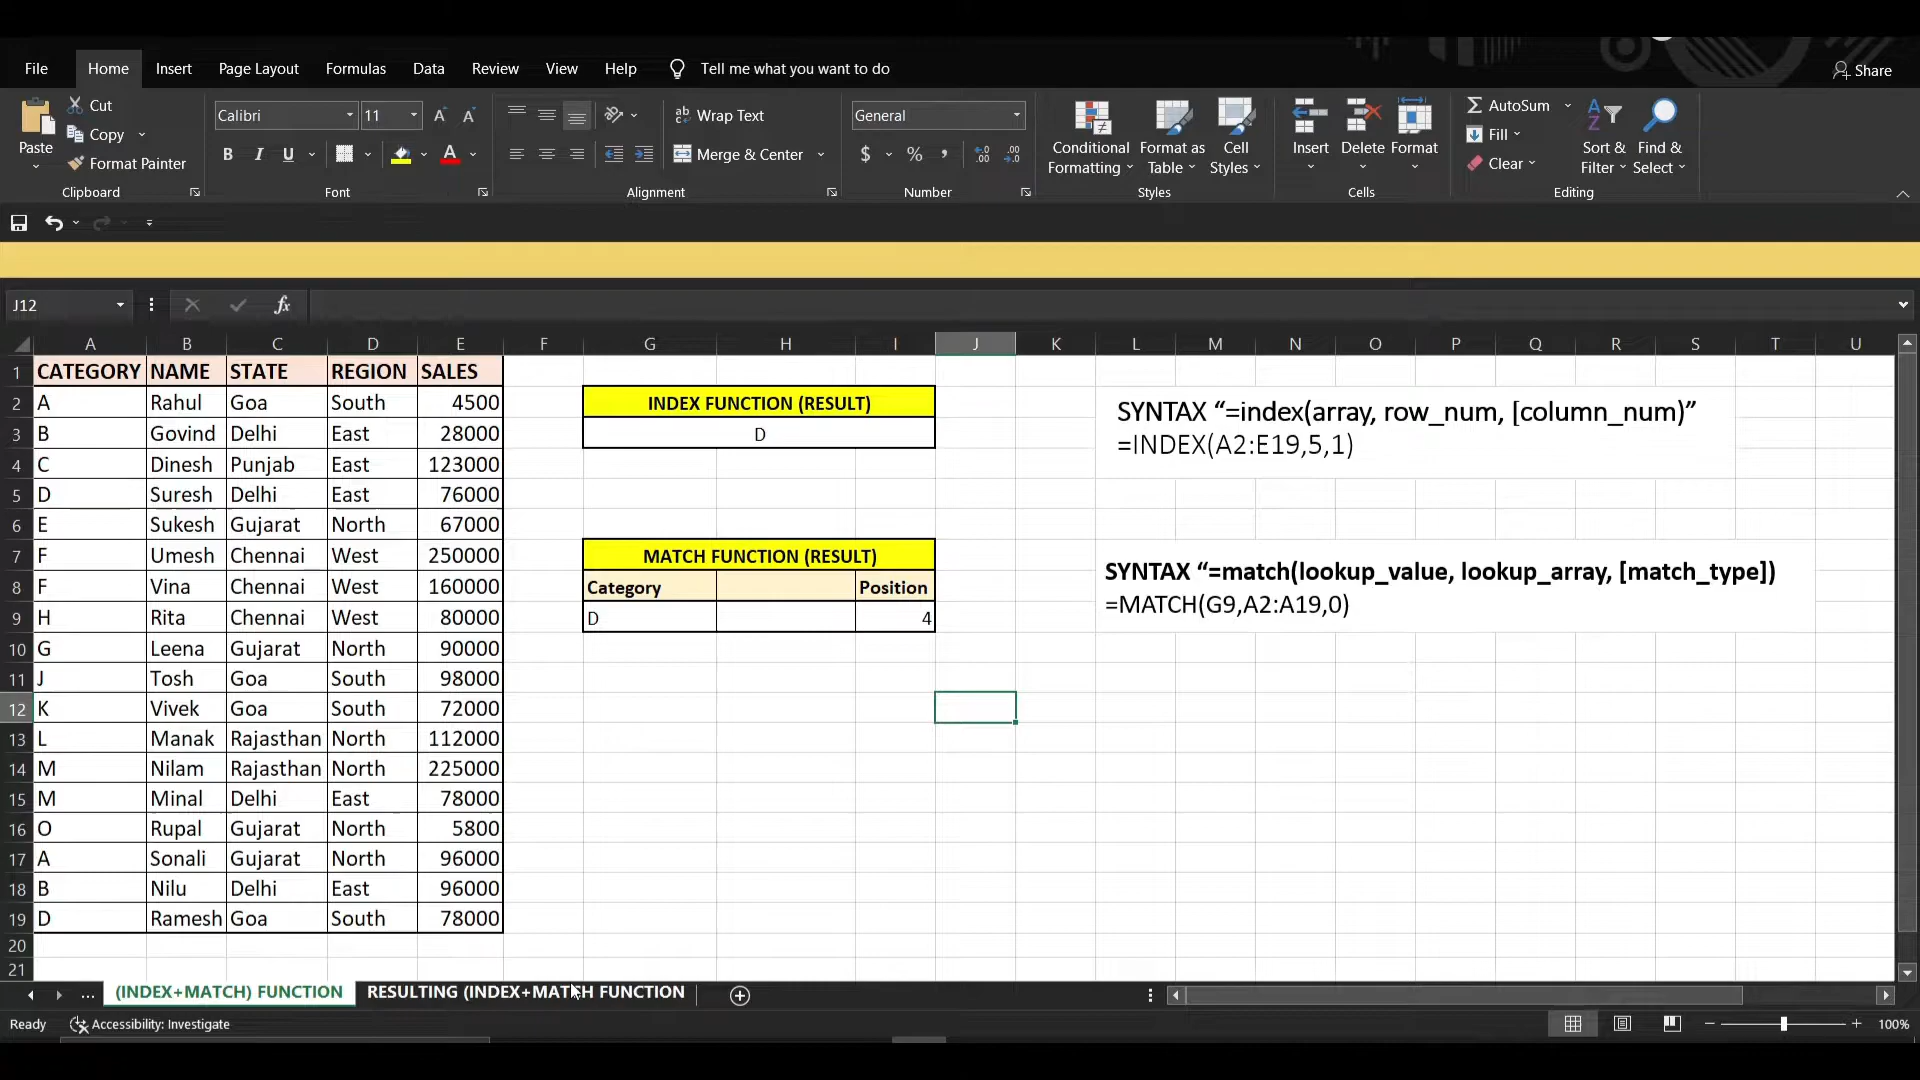 File Home Insert Page Layout Formulas Data Review View Help Tell me what you want to do Share
Paste Cut Copy Format Painter Clipboard
Calibri 11 A A B I U A Font
ab Wrap Text Merge & Center Alignment
General $ % , Number
Conditional Formatting Format as Table Cell Styles Styles
Insert Delete Format Cells
AutoSum Fill Clear Sort & Filter Find & Select Editing
J12 fx
A B C D E F G H I J K L M N O P Q R S T U
1 CATEGORY NAME STATE REGION SALES
2 A Rahul Goa South 4500 INDEX FUNCTION (RESULT) SYNTAX “=index(array, row_num, [column_num)”
3 B Govind Delhi East 28000 D =INDEX(A2:E19,5,1)
4 C Dinesh Punjab East 123000
5 D Suresh Delhi East 76000
6 E Sukesh Gujarat North 67000
7 F Umesh Chennai West 250000 MATCH FUNCTION (RESULT) SYNTAX “=match(lookup_value, lookup_array, [match_type])
8 F Vina Chennai West 160000 Category Position =MATCH(G9,A2:A19,0)
9 H Rita Chennai West 80000 D 4
10 G Leena Gujarat North 90000
11 J Tosh Goa South 98000
12 K Vivek Goa South 72000
13 L Manak Rajasthan North 112000
14 M Nilam Rajasthan North 225000
15 M Minal Delhi East 78000
16 O Rupal Gujarat North 5800
17 A Sonali Gujarat North 96000
18 B Nilu Delhi East 96000
19 D Ramesh Goa South 78000
20
21
... (INDEX+MATCH) FUNCTION RESULTING (INDEX+MATCH FUNCTION
Ready Accessibility: Investigate 100%